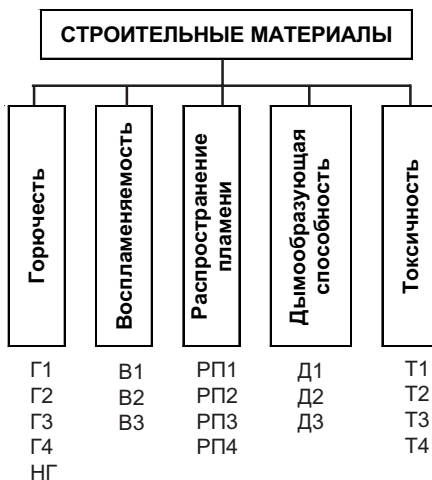 СТРОИТЕЛЬНЫЕ МАТЕРИАЛЫ
Горючесть
Воспламеняемость
Распространение
пламени
Дымообразующая
способность
Токсичность
Г1
Г2
Г3
Г4
НГ
В1
В2
В3
РП1
РП2
РП3
РП4
Д1
Д2
Д3
Т1
Т2
Т3
Т4